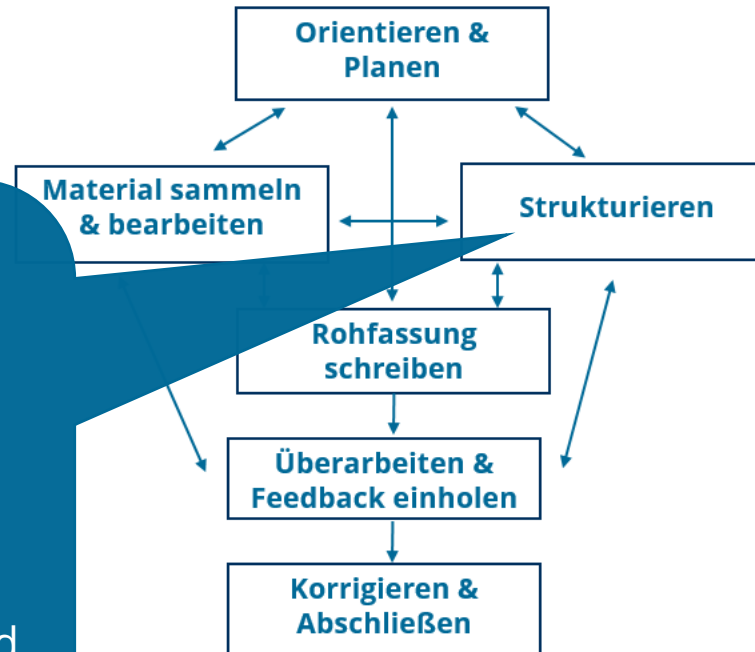 Orientieren &
Planen
Material sammeln
& bearbeiten
Strukturieren
Rohfassung
schreiben
Überarbeiten &
Feedback einholen
Korrigieren &
Abschließen